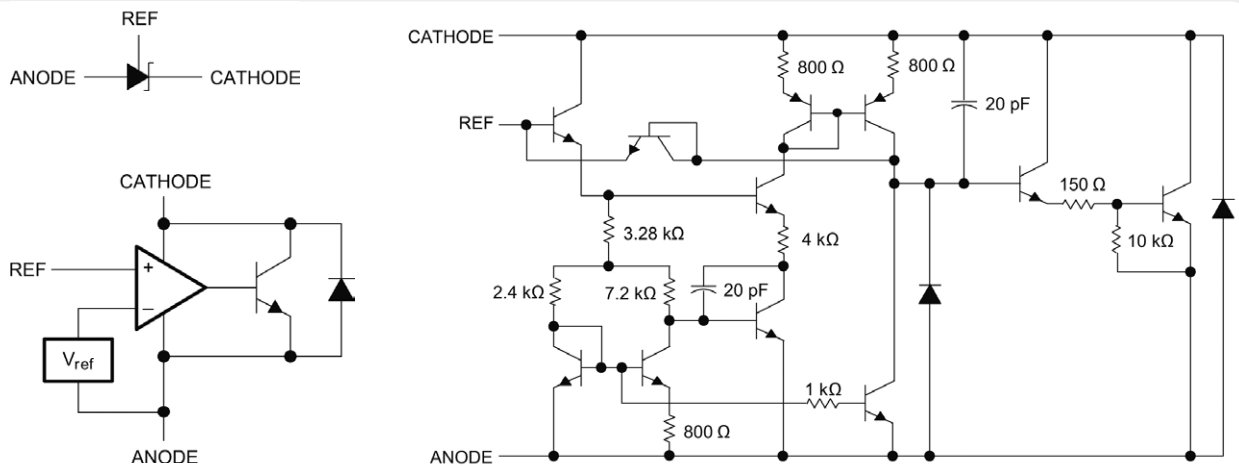 REF
ANODE
CATHODE
CATHODE
REF
+
−
Vref
ANODE
CATHODE
800 Ω
800 Ω
20 pF
REF
150 Ω
3.28 kΩ
4 kΩ
10 kΩ
2.4 kΩ
7.2 kΩ
20 pF
1 kΩ
800 Ω
ANODE